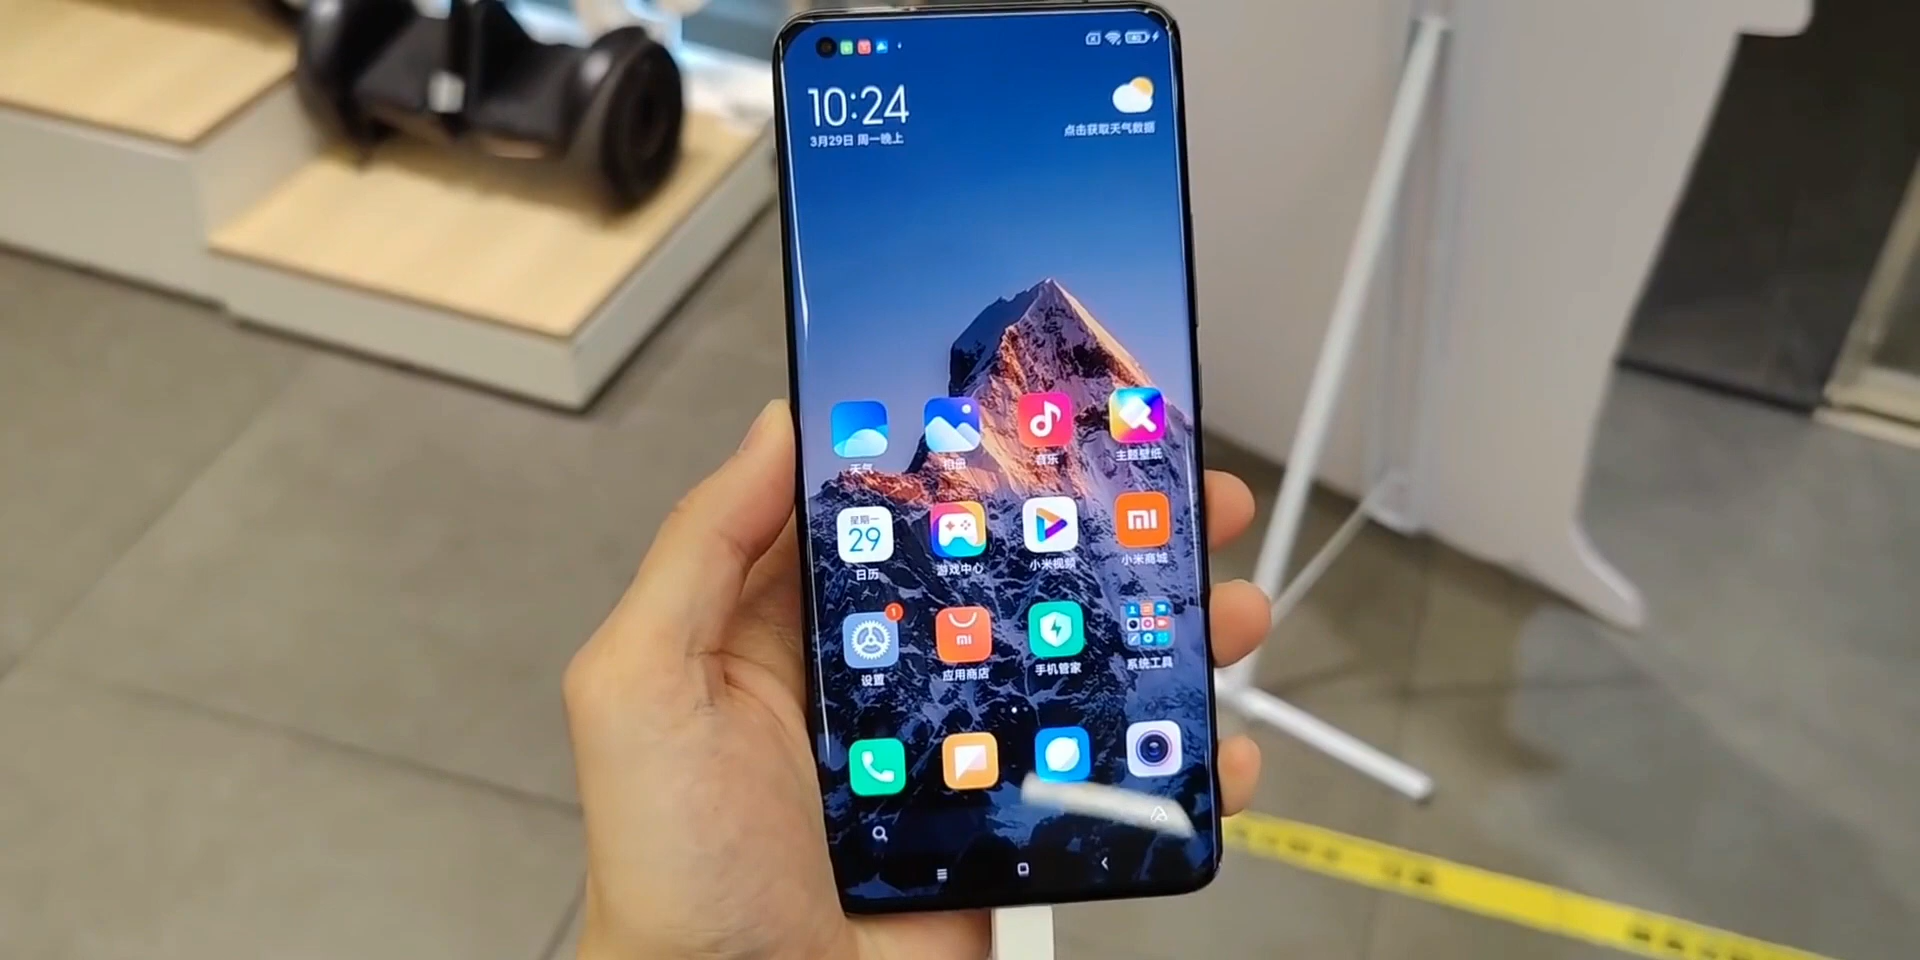 10:24
3月29日 周一晚上
点击获取天气数据
天气 相册 音乐 主题壁纸
星期一
29
mi
日历 游戏中心 小米视频 小米商城
1
mi
设置 应用商店 手机管家 系统工具